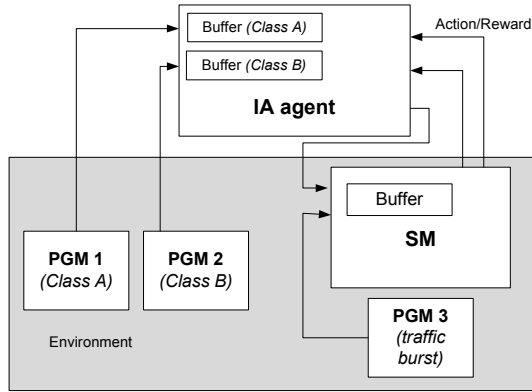 Buffer (Class A)
Action/Reward
Buffer (Class B)
IA agent
Buffer
SM
PGM 1
(Class A)
PGM 2
(Class B)
PGM 3
(traffic
burst)
Environment